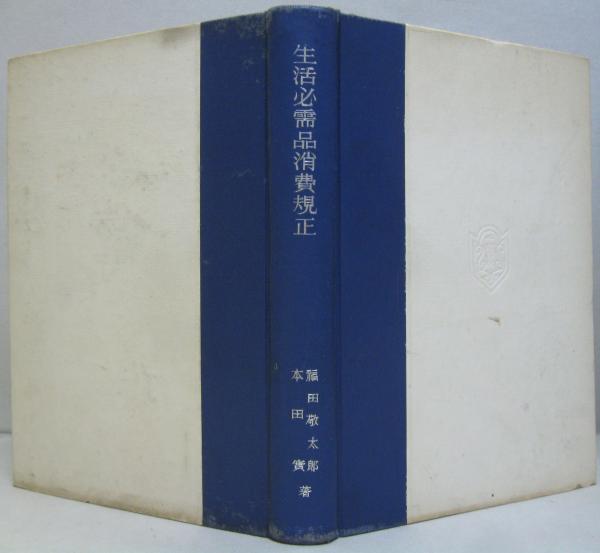 生活必需品消費規正
福田敬太郎
本田實
著